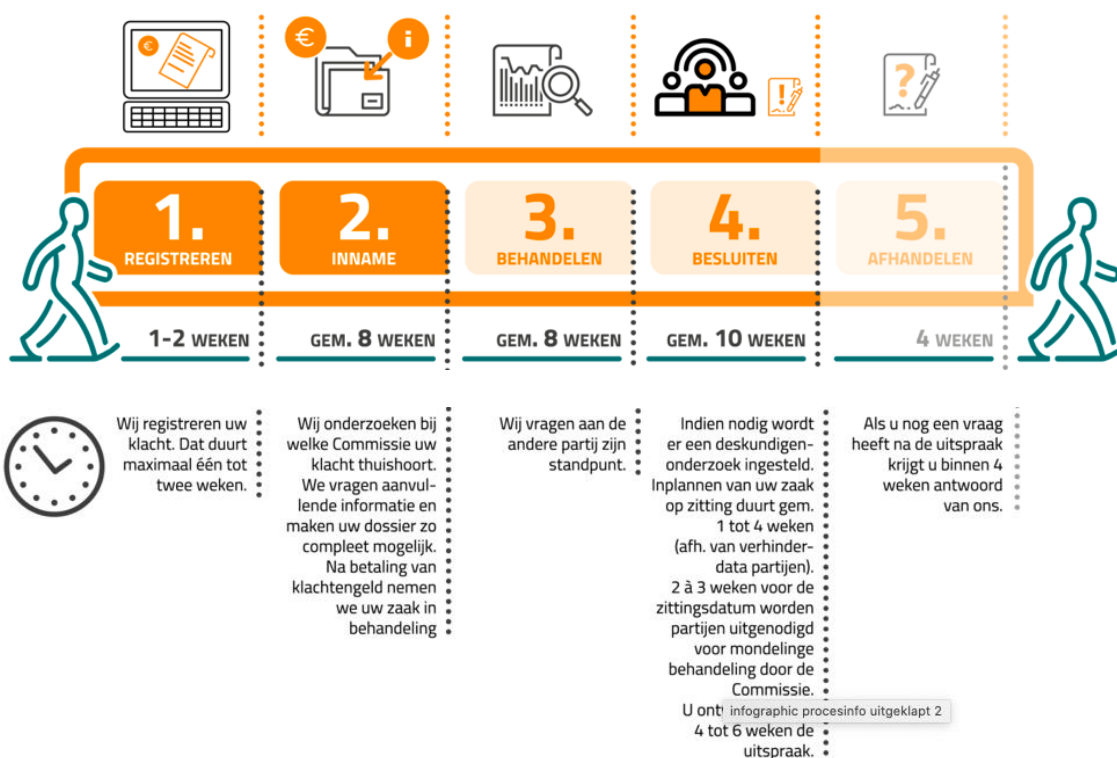 €
€
i
!
?
1.
REGISTREREN
2.
INNAME
3.
BEHANDELEN
4.
BESLUITEN
5.
AFHANDELEN
1-2 WEKEN
GEM. 8 WEKEN
GEM. 8 WEKEN
GEM. 10 WEKEN
4 WEKEN
Wij registreren uw
klacht. Dat duurt
maximaal één tot
twee weken.
Wij onderzoeken bij
welke Commissie uw
klacht thuishoort.
We vragen aanvul-
lende informatie en
maken uw dossier zo
compleet mogelijk.
Na betaling van
klachtengeld nemen
we uw zaak in
behandeling
Wij vragen aan de
andere partij zijn
standpunt.
Indien nodig wordt
er een deskundigen-
onderzoek ingesteld.
Inplannen van uw zaak
op zitting duurt gem.
1 tot 4 weken
(afh. van verhinder-
data partijen).
2 à 3 weken voor de
zittingsdatum worden
partijen uitgenodigd
voor mondelinge
behandeling door de
Commissie.
U
infographic procesinfo uitgeklapt 2
4 tot 6 weken de
uitspraak.
Als u nog een vraag
heeft na de uitspraak
krijgt u binnen 4
weken antwoord
van ons.